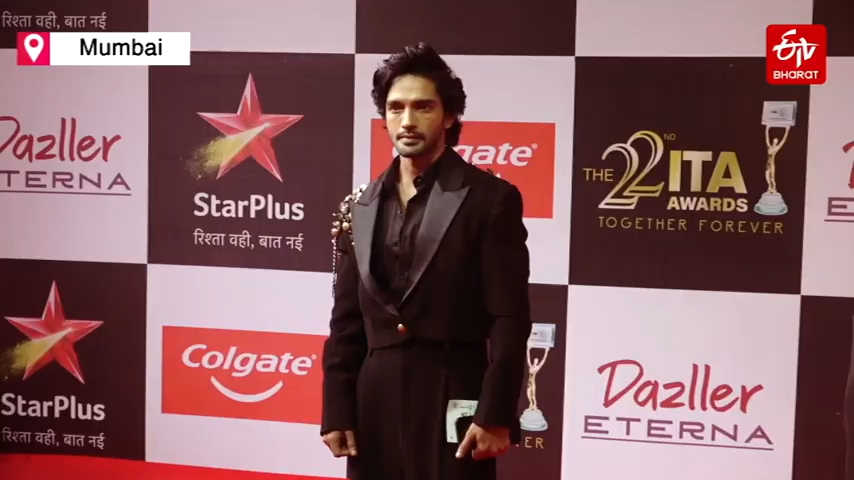 रिश्ता वही, बात नई
Mumbai
ETV
BHARAT
Dazller
ETERNA
StarPlus
रिश्ता वही, बात नई
Colgate
THE 22ND ITA
AWARDS
TOGETHER FOREVER
StarPlus
रिश्ता वही, बात नई
Colgate
Dazller
ETERNA